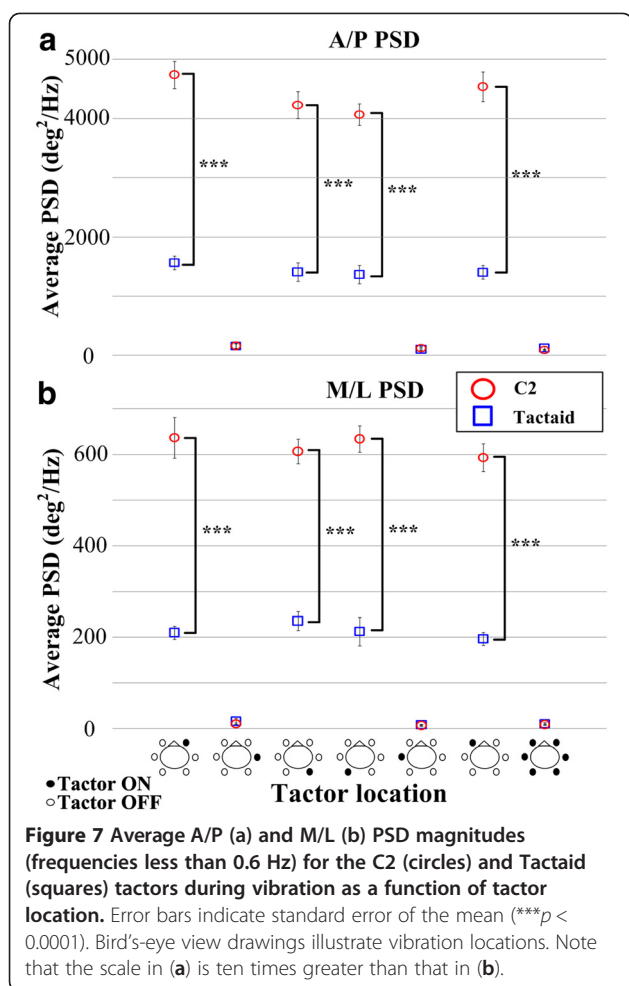 a
A/P PSD
Average PSD (deg²/Hz)
5000
4000
2000
0
***
***
***
***
b
M/L PSD
C2
Tactaid
Average PSD (deg²/Hz)
600
400
200
0
***
***
***
***
Tactor ON
Tactor OFF
Tactor location
Figure 7 Average A/P (a) and M/L (b) PSD magnitudes
(frequencies less than 0.6 Hz) for the C2 (circles) and Tactaid
(squares) tactors during vibration as a function of tactor
location. Error bars indicate standard error of the mean (***p <
0.0001). Bird's-eye view drawings illustrate vibration locations. Note
that the scale in (a) is ten times greater than that in (b).